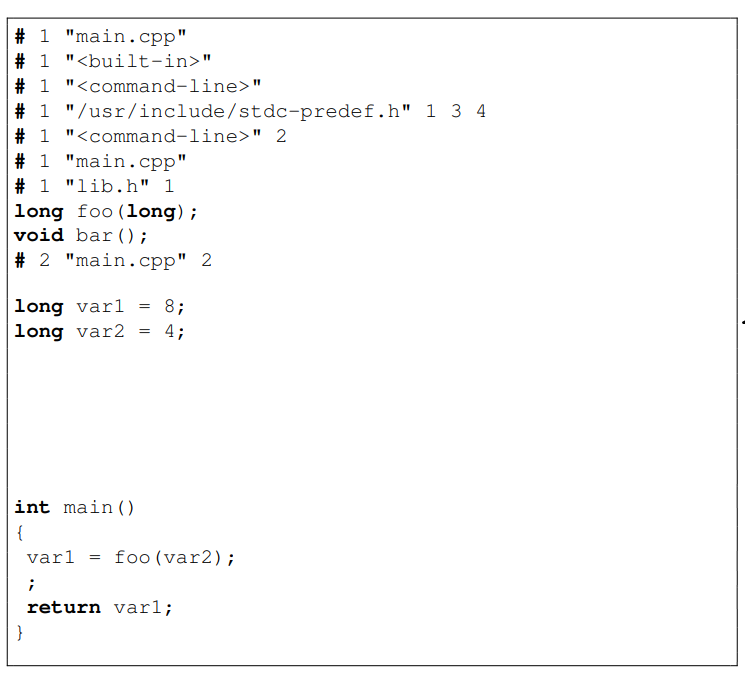 # 1 "main.cpp"
# 1 "<built-in>"
# 1 "<command-line>"
# 1 "/usr/include/stdc-predef.h" 1 3 4
# 1 "<command-line>" 2
# 1 "main.cpp"
# 1 "lib.h" 1
long foo(long);
void bar();
# 2 "main.cpp" 2
long var1 = 8;
long var2 = 4;
int main()
{
var1 = foo(var2);
;
return var1;
}